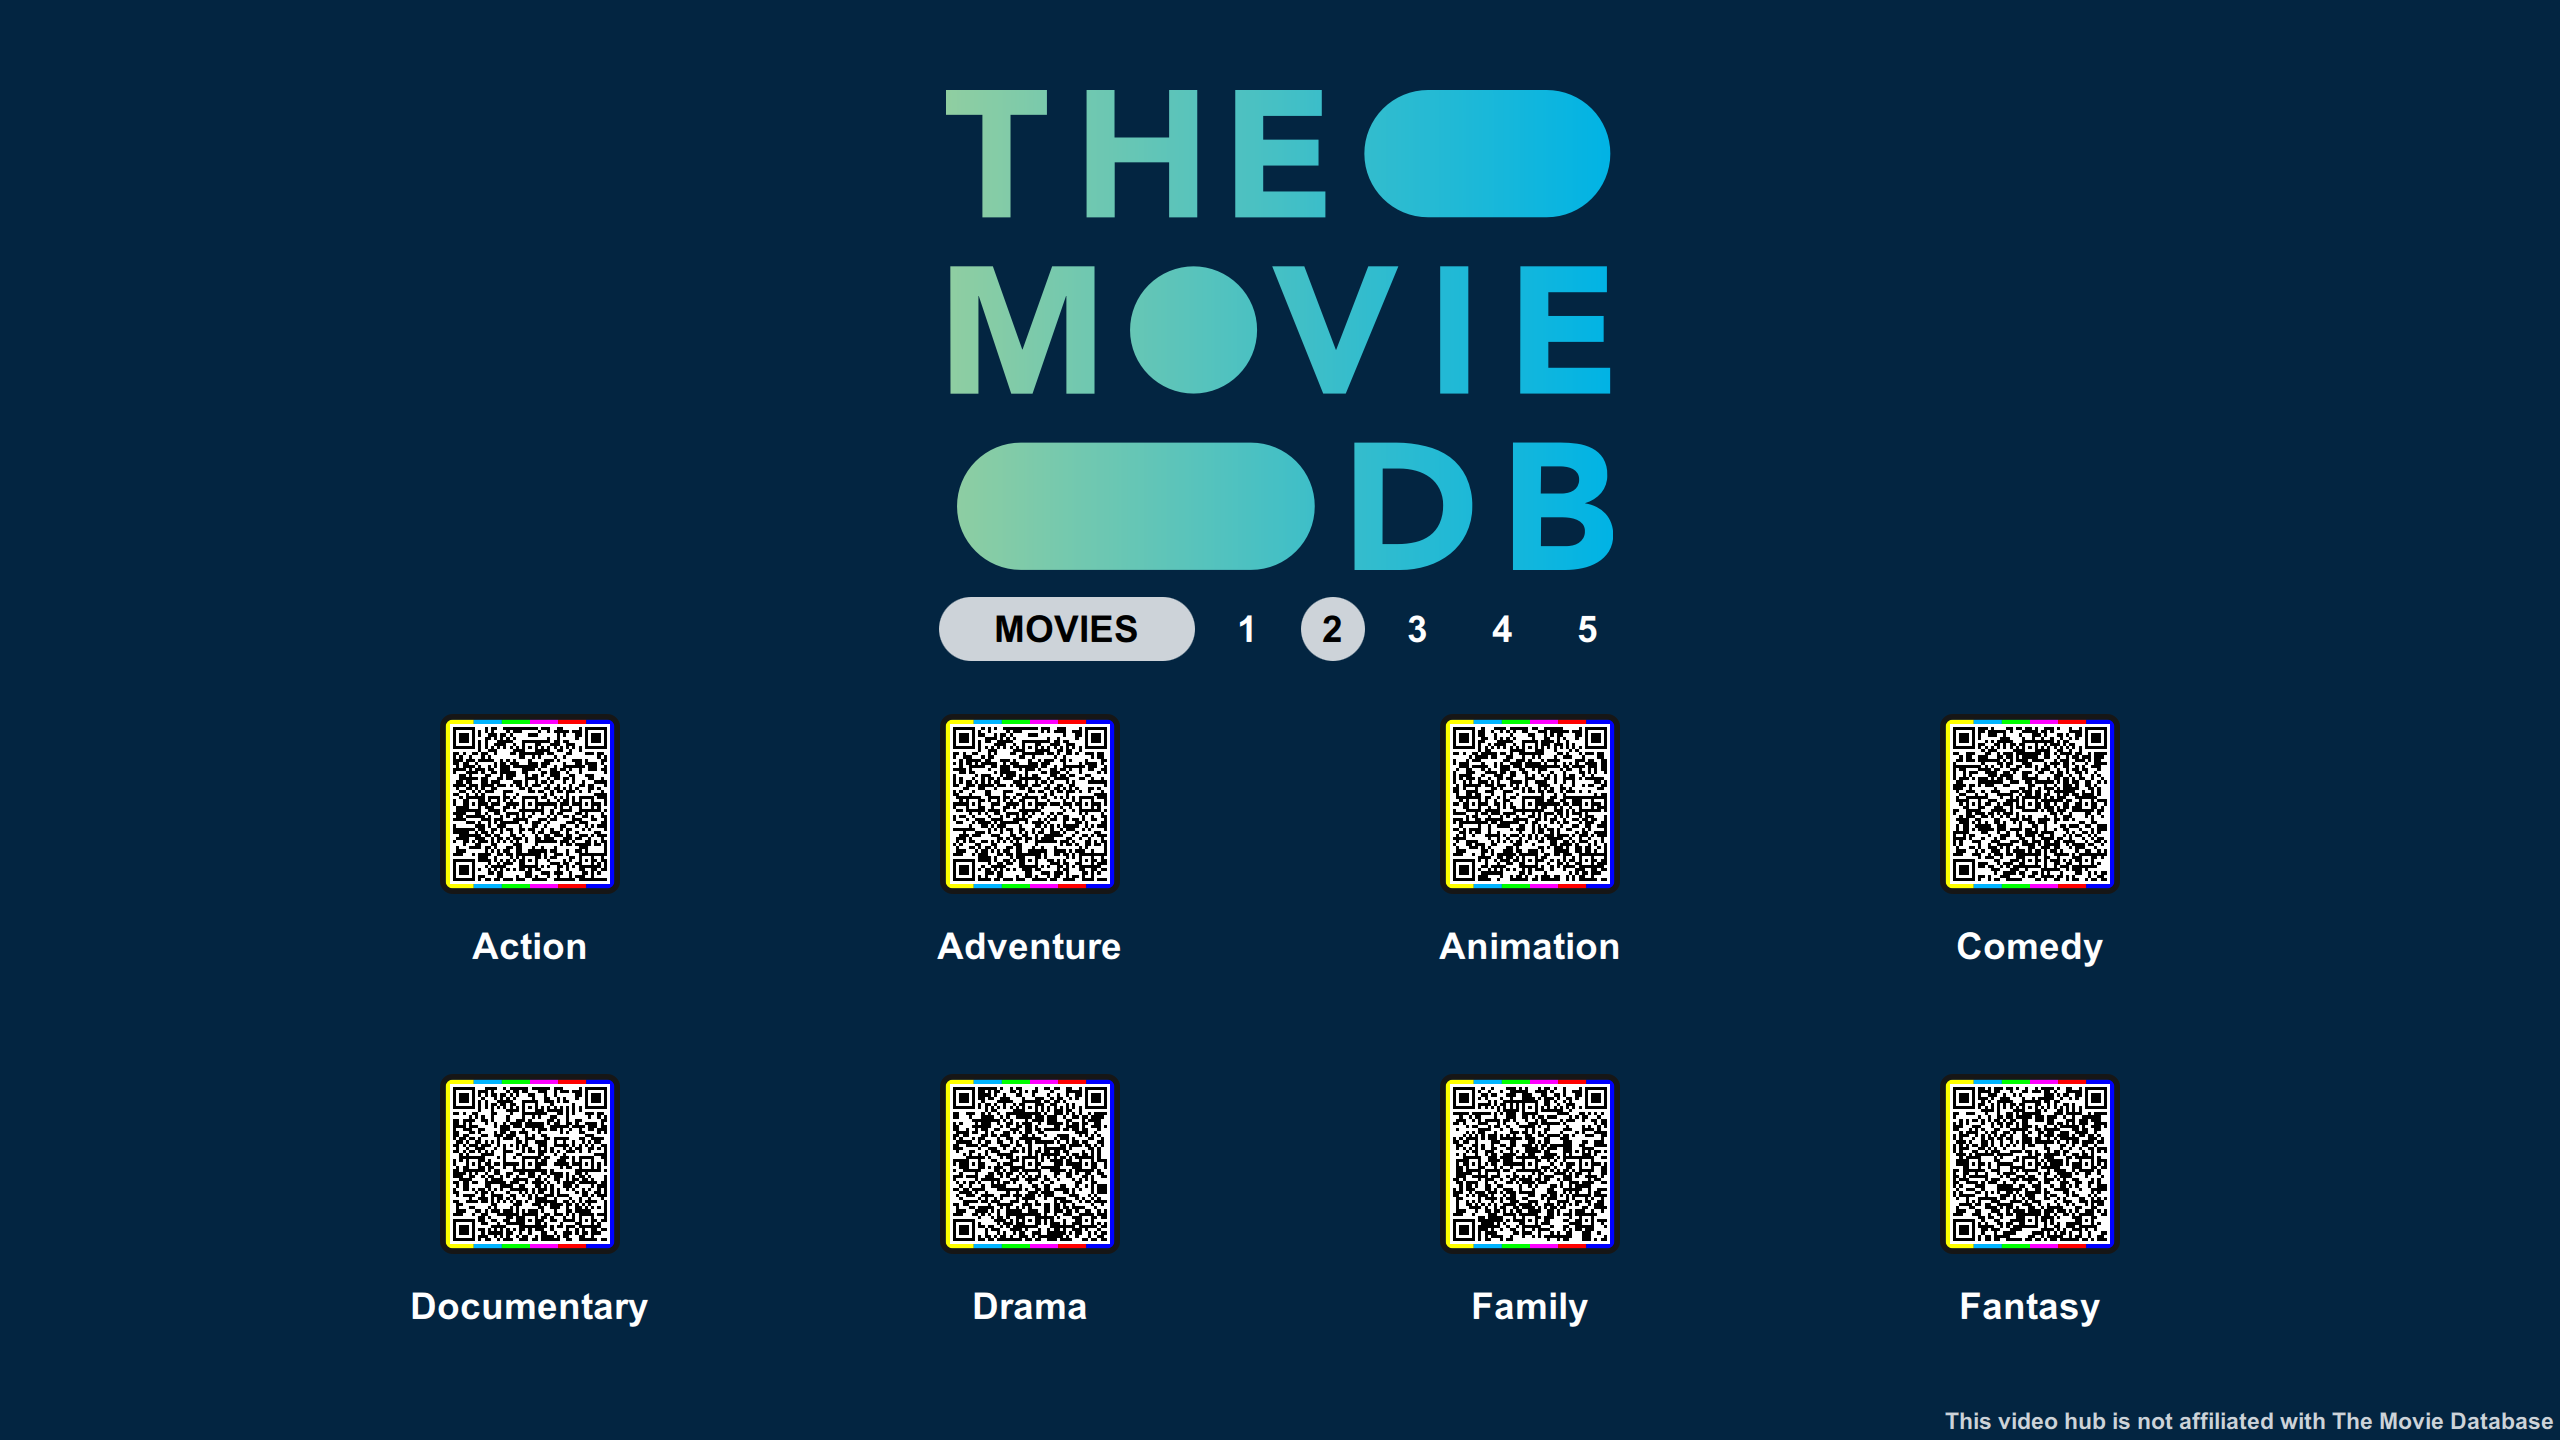 THE
MOVIE
DB
MOVIES 1 2 3 4 5
Action Adventure Animation Comedy
Documentary Drama Family Fantasy
This video hub is not affiliated with The Movie Database